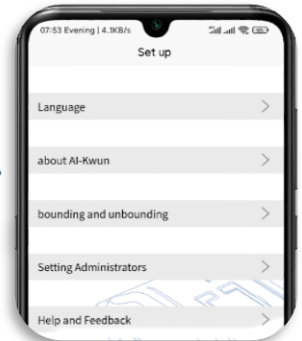 07:53 Evening | 4.1KB/s
Set up
Language
about AI-Kwun
bounding and unbounding
Setting Administrators
Help and Feedback